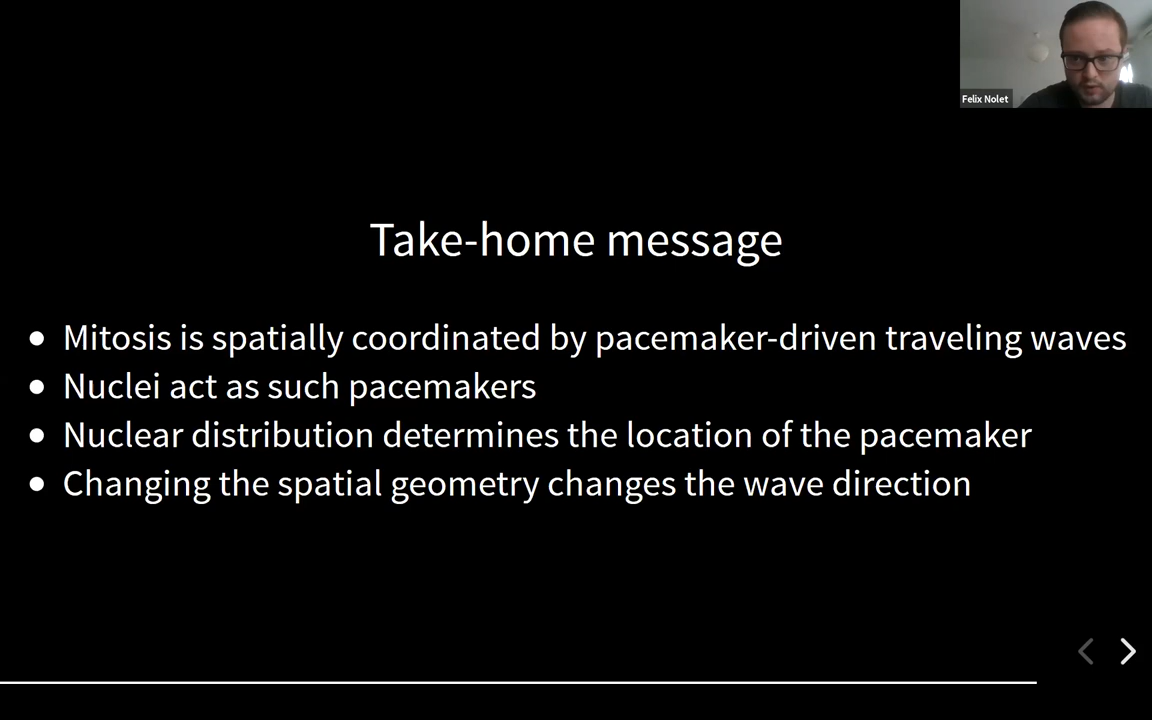 Felix Nolet
Take-home message
• Mitosis is spatially coordinated by pacemaker-driven traveling waves
• Nuclei act as such pacemakers
• Nuclear distribution determines the location of the pacemaker
• Changing the spatial geometry changes the wave direction